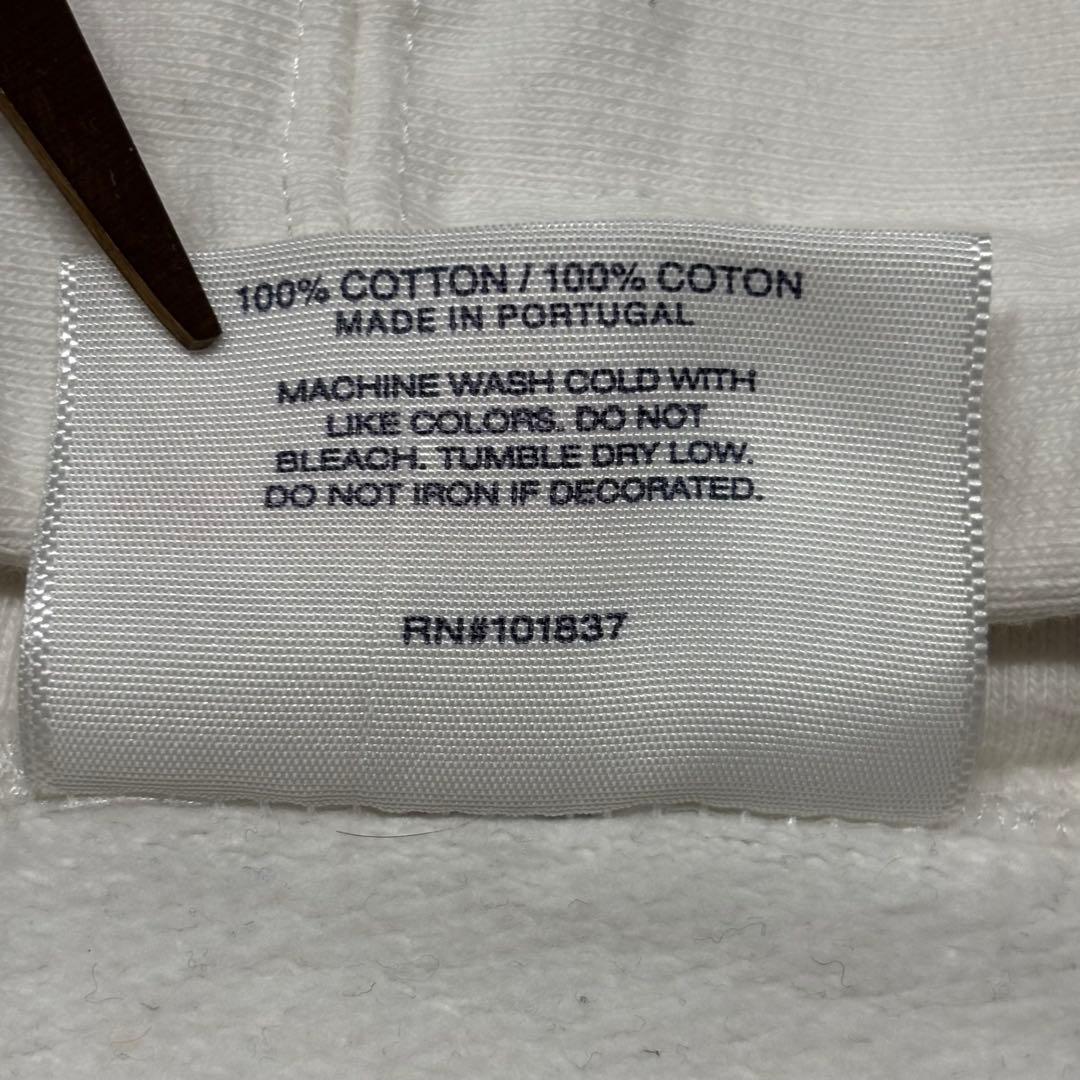 100% COTTON / 100% COTON
MADE IN PORTUGAL
MACHINE WASH COLD WITH
LIKE COLORS. DO NOT
BLEACH. TUMBLE DRY LOW.
DO NOT IRON IF DECORATED.
RN#101837